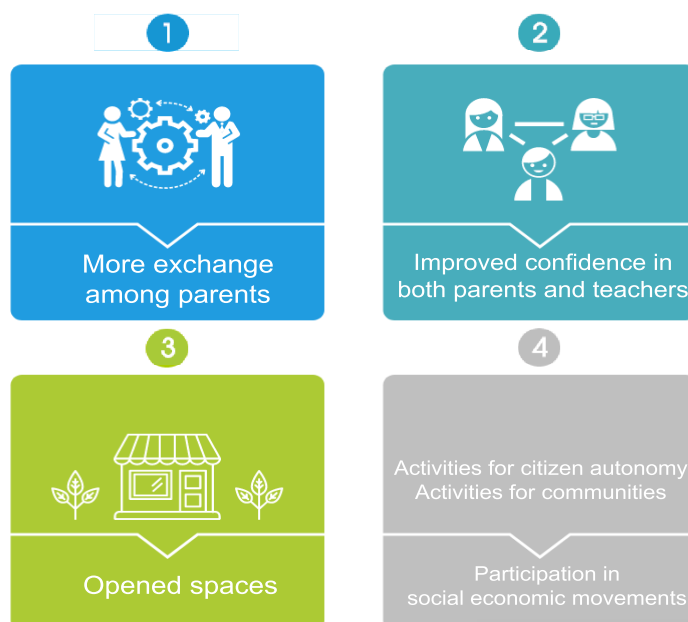 1
More exchange
among parents
2
Improved confidence in
both parents and teachers
3
Opened spaces
4
Activities for citizen autonomy
Activities for communities
Participation in
social economic movements